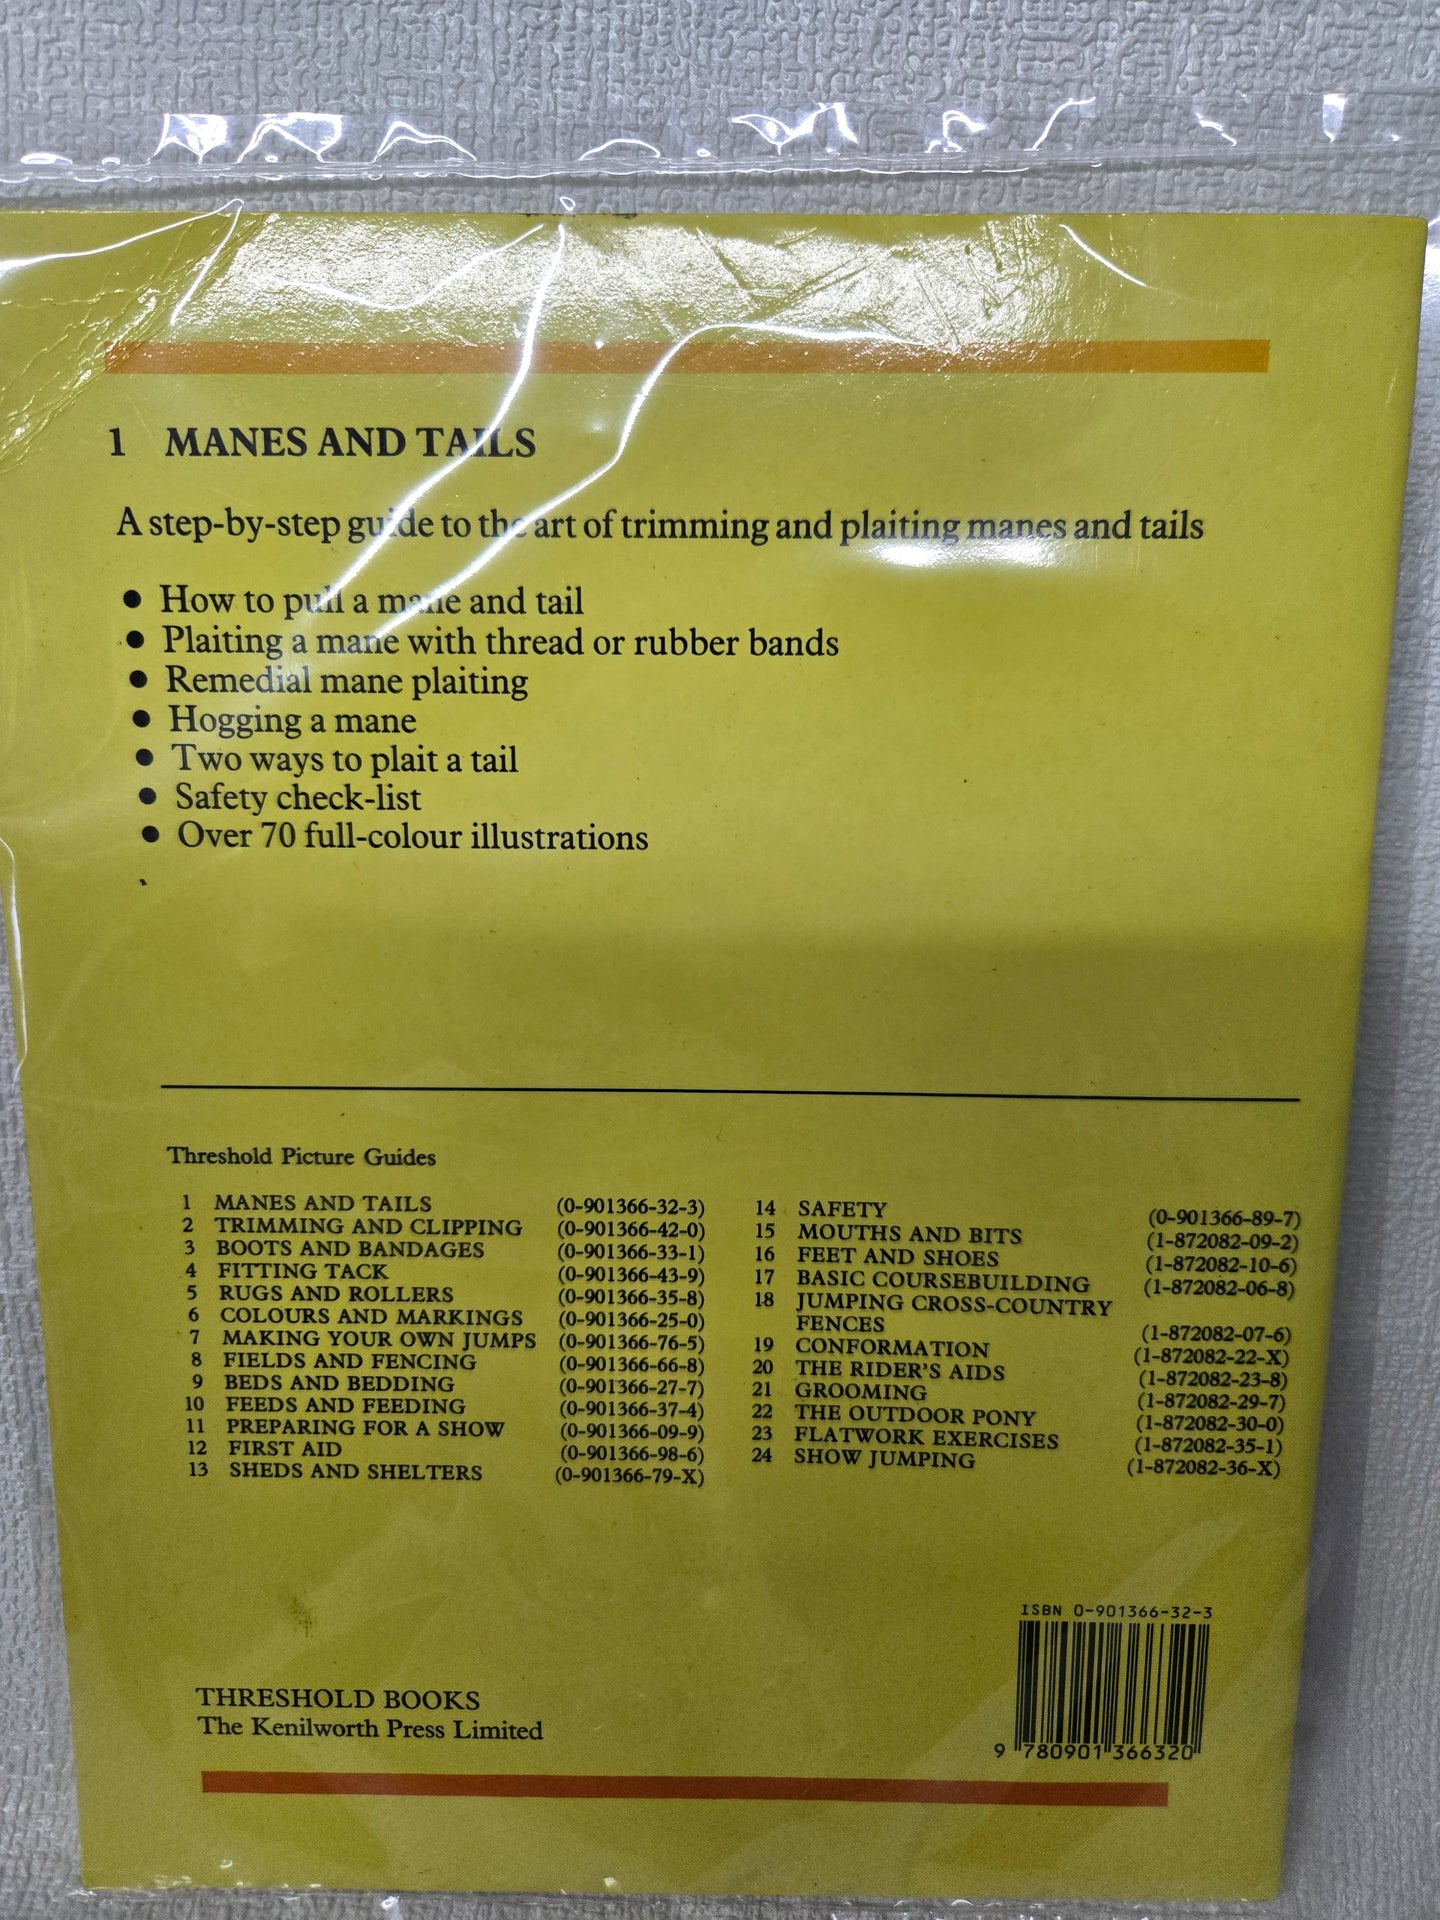 1 MANES AND TAILS
A step-by-step guide to the art of trimming and plaiting manes and tails
• How to pull a mane and tail
• Plaiting a mane with thread or rubber bands
• Remedial mane plaiting
• Hogging a mane
• Two ways to plait a tail
• Safety check-list
• Over 70 full-colour illustrations
Threshold Picture Guides
1 MANES AND TAILS (0-901366-32-3)
2 TRIMMING AND CLIPPING (0-901366-42-0)
3 BOOTS AND BANDAGES (0-901366-33-1)
4 FITTING TACK (0-901366-43-9)
5 RUGS AND ROLLERS (0-901366-35-8)
6 COLOURS AND MARKINGS (0-901366-25-0)
7 MAKING YOUR OWN JUMPS (0-901366-76-5)
8 FIELDS AND FENCING (0-901366-66-8)
9 BEDS AND BEDDING (0-901366-27-7)
10 FEEDS AND FEEDING (0-901366-37-4)
11 PREPARING FOR A SHOW (0-901366-09-9)
12 FIRST AID (0-901366-98-6)
13 SHEDS AND SHELTERS (0-901366-79-X)
14 SAFETY (0-901366-89-7)
15 MOUTHS AND BITS (1-872082-09-2)
16 FEET AND SHOES (1-872082-10-6)
17 BASIC COURSEBUILDING (1-872082-06-8)
18 JUMPING CROSS-COUNTRY
FENCES (1-872082-07-6)
19 CONFORMATION (1-872082-22-X)
20 THE RIDER'S AIDS (1-872082-23-8)
21 GROOMING (1-872082-29-7)
22 THE OUTDOOR PONY (1-872082-30-0)
23 FLATWORK EXERCISES (1-872082-35-1)
24 SHOW JUMPING (1-872082-36-X)
ISBN 0-901366-32-3
9 780901 366320
THRESHOLD BOOKS
The Kenilworth Press Limited